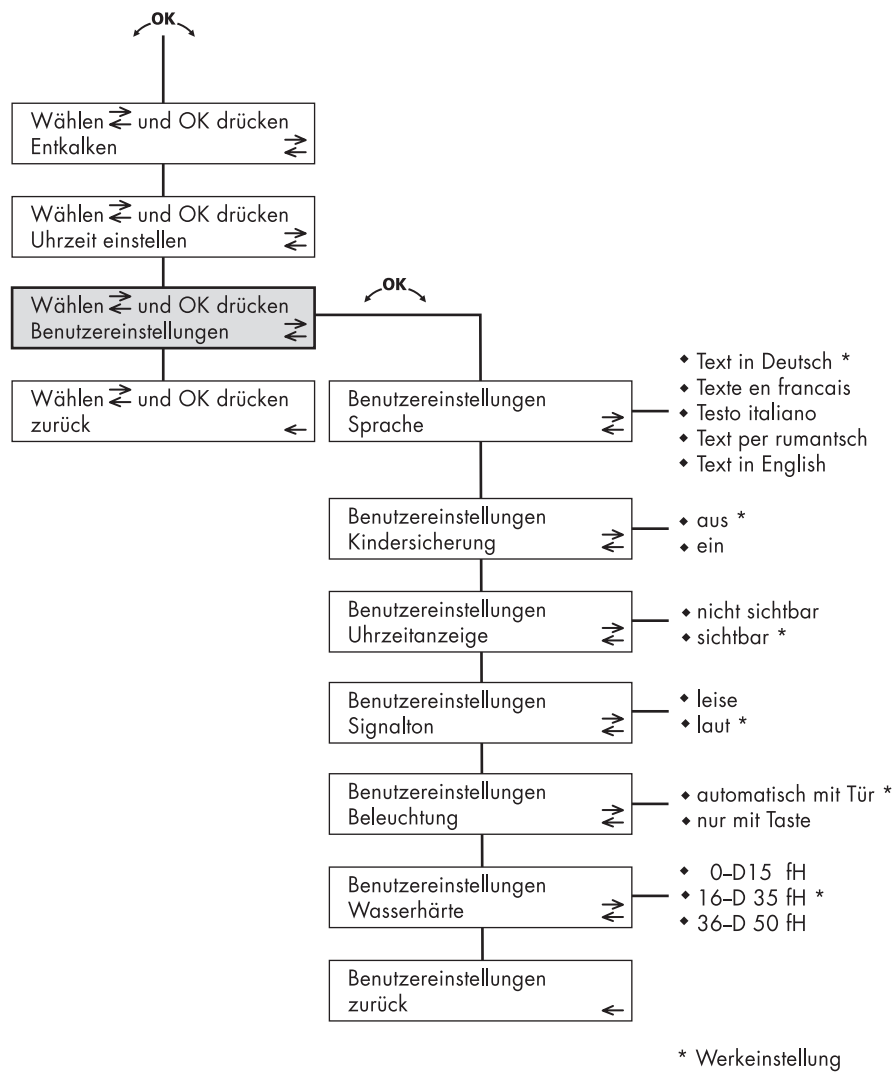 OK
Wählen ⇄ und OK drücken
Entkalken ⇄
Wählen ⇄ und OK drücken
Uhrzeit einstellen ⇄
Wählen ⇄ und OK drücken
Benutzereinstellungen ⇄
OK
Wählen ⇄ und OK drücken
zurück ←
Benutzereinstellungen
Sprache ⇄
◆ Text in Deutsch *
◆ Texte en francais
◆ Testo italiano
◆ Text per rumantsch
◆ Text in English
Benutzereinstellungen
Kindersicherung ⇄
◆ aus *
◆ ein
Benutzereinstellungen
Uhrzeitanzeige ⇄
◆ nicht sichtbar
◆ sichtbar *
Benutzereinstellungen
Signalton ⇄
◆ leise
◆ laut *
Benutzereinstellungen
Beleuchtung ⇄
◆ automatisch mit Tür *
◆ nur mit Taste
Benutzereinstellungen
Wasserhärte ⇄
◆ 0–D15 fH
◆ 16–D 35 fH *
◆ 36–D 50 fH
Benutzereinstellungen
zurück ←
* Werkeinstellung